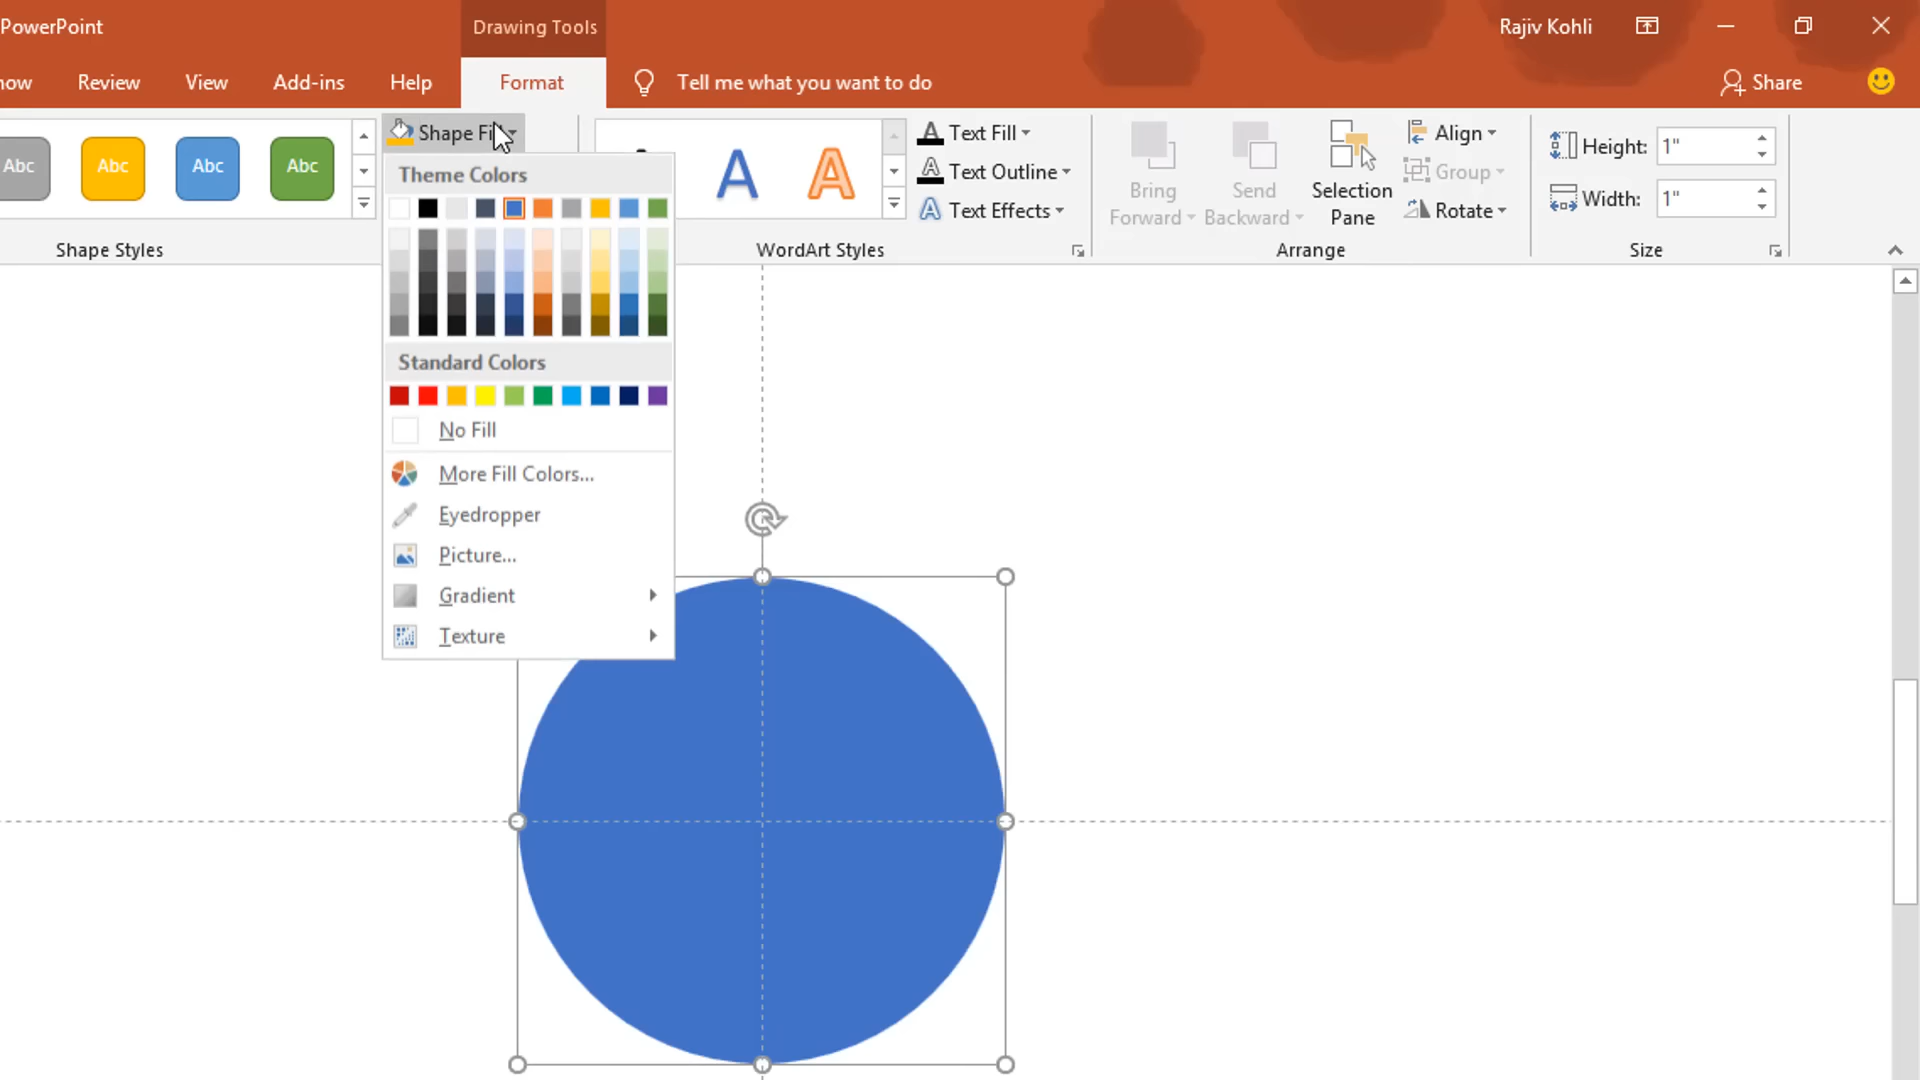 PowerPoint
Drawing Tools
Rajiv Kohli
Review
View
Add-ins
Help
Format
Tell me what you want to do
Share
Abc
Abc
Abc
Abc
Shape
Theme Colors
Standard Colors
No Fill
More Fill Colors...
Eyedropper
Picture...
Gradient
Texture
Shape Styles
A
A
Text Fill
Text Outline
Text Effects
WordArt Styles
Bring
Forward
Send
Backward
Selection
Pane
Align
Group
Rotate
Arrange
Height:
1"
Width:
1"
Size